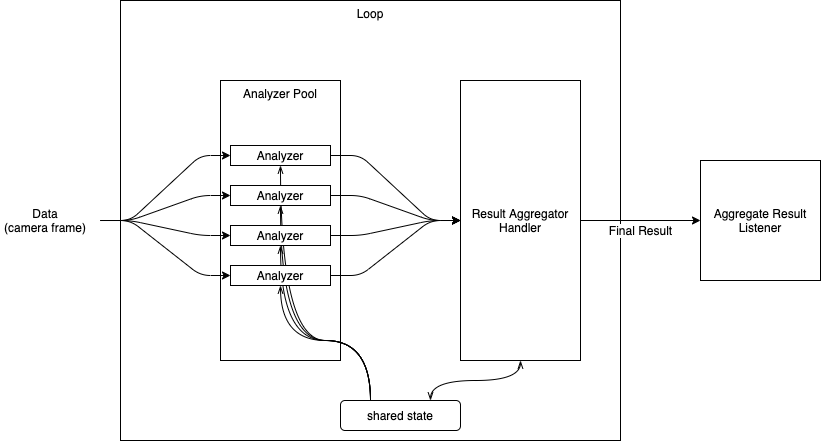 Loop
Analyzer Pool
Analyzer
Analyzer
Analyzer
Analyzer
Data
(camera frame)
Result Aggregator
Handler
Final Result
Aggregate Result
Listener
shared state